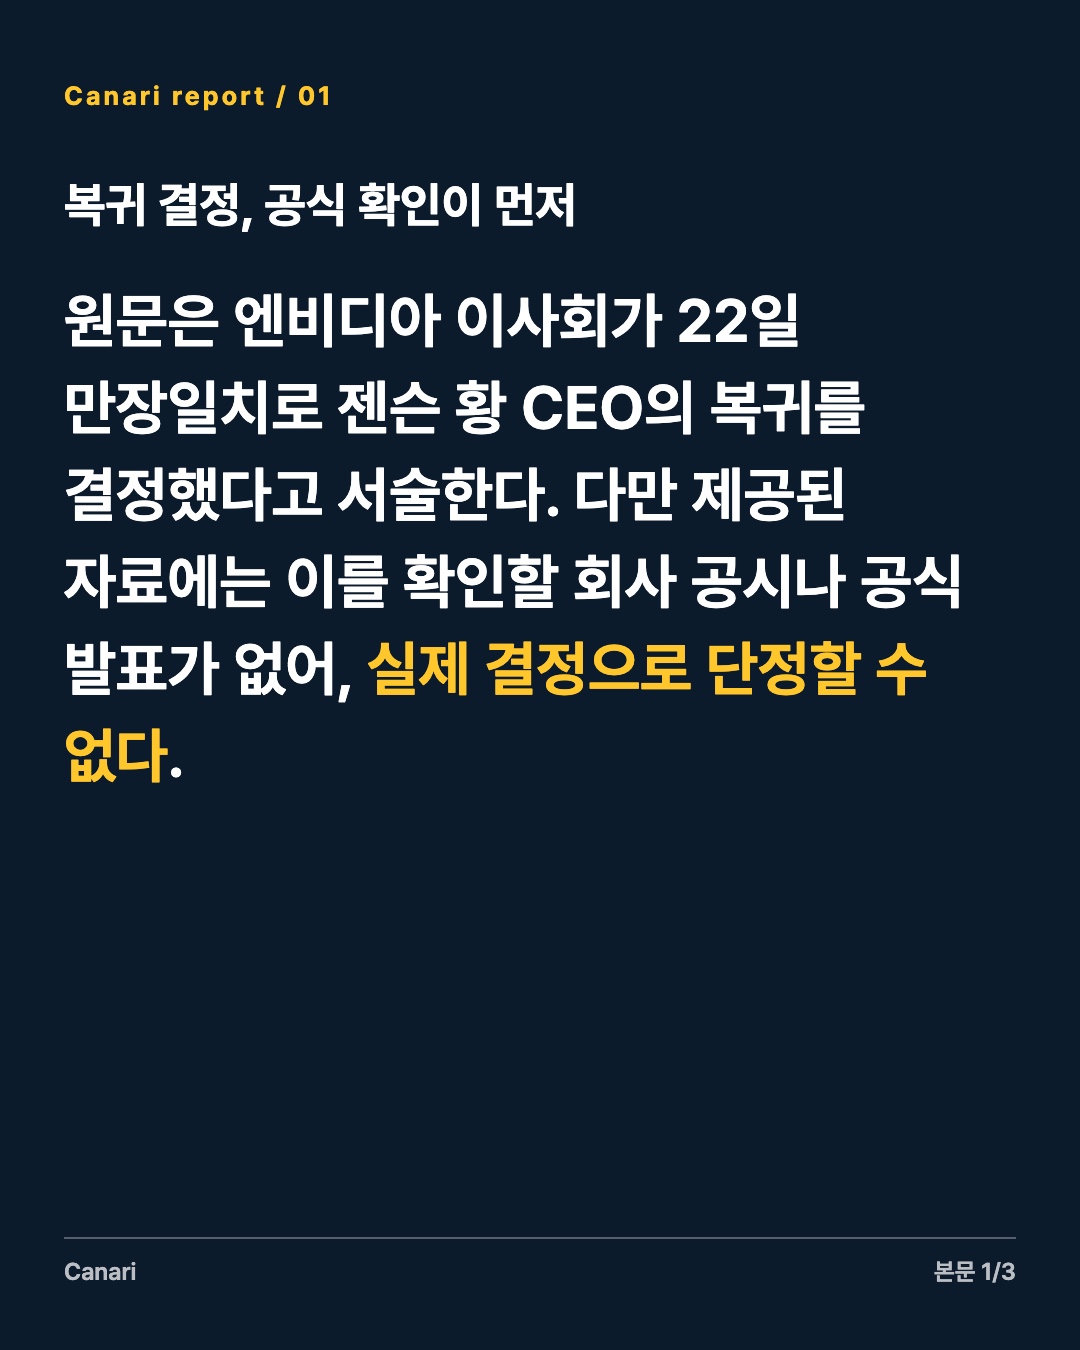 Canari report / 01
복귀 결정, 공식 확인이 먼저
원문은 엔비디아 이사회가 22일
만장일치로 젠슨 황 CEO의 복귀를
결정했다고 서술한다. 다만 제공된
자료에는 이를 확인할 회사 공시나 공식
발표가 없어, 실제 결정으로 단정할 수
없다.
Canari
본문 1/3